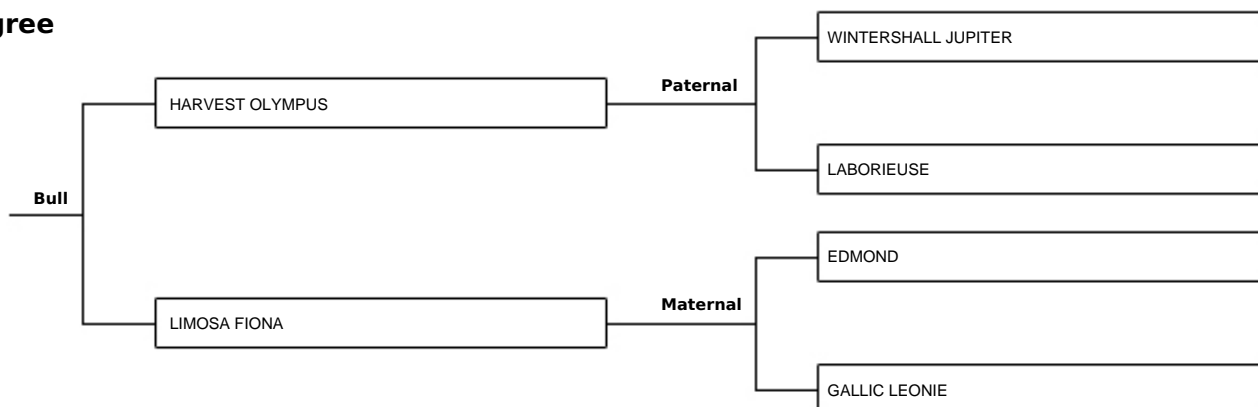 gree
WINTERSHALL JUPITER
HARVEST OLYMPUS
Paternal
LABORIEUSE
Bull
EDMOND
LIMOSA FIONA
Maternal
GALLIC LEONIE